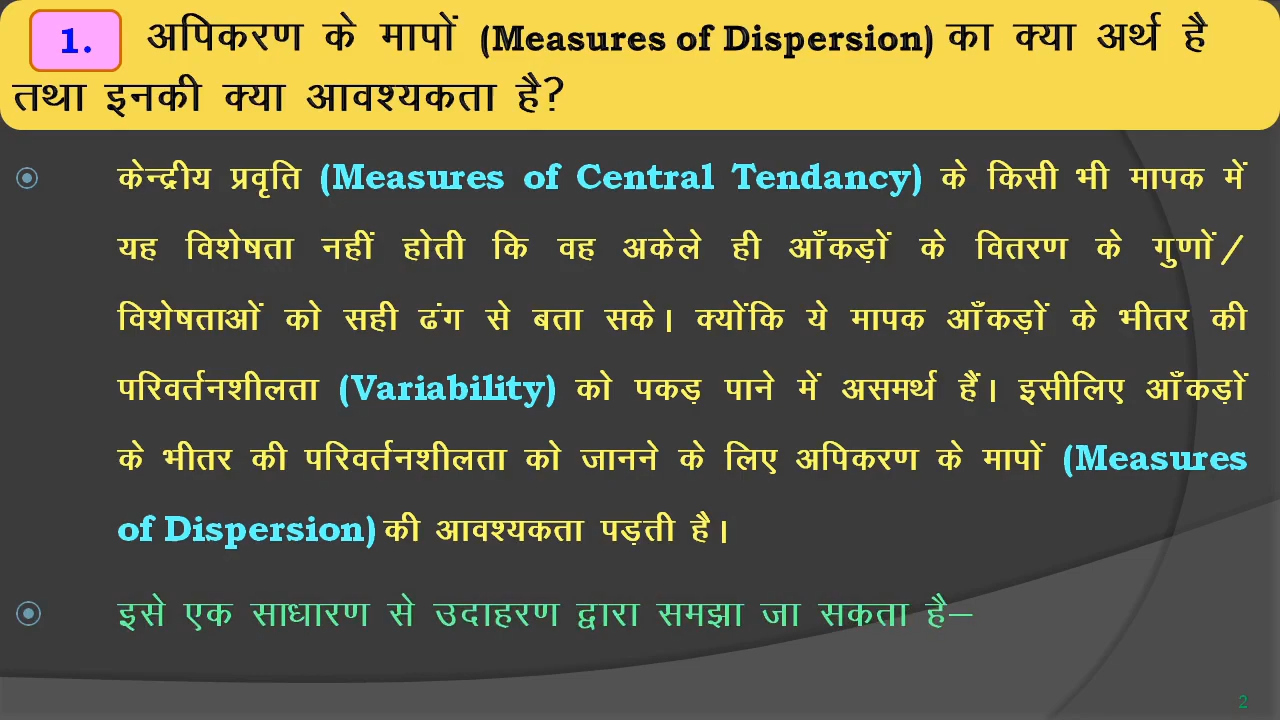 1. अपिकरण के मापों (Measures of Dispersion) का क्या अर्थ है
तथा इनकी क्या आवश्यकता है?
केन्द्रीय प्रवृति (Measures of Central Tendancy) के किसी भी मापक में
यह विशेषता नहीं होती कि वह अकेले ही आँकड़ों के वितरण के गुणों/
विशेषताओं को सही ढंग से बता सके। क्योंकि ये मापक आँकड़ों के भीतर की
परिवर्तनशीलता (Variability) को पकड़ पाने में असमर्थ हैं। इसीलिए आँकड़ों
के भीतर की परिवर्तनशीलता को जानने के लिए अपिकरण के मापों (Measures
of Dispersion) की आवश्यकता पड़ती है।
इसे एक साधारण से उदाहरण द्वारा समझा जा सकता है–
2